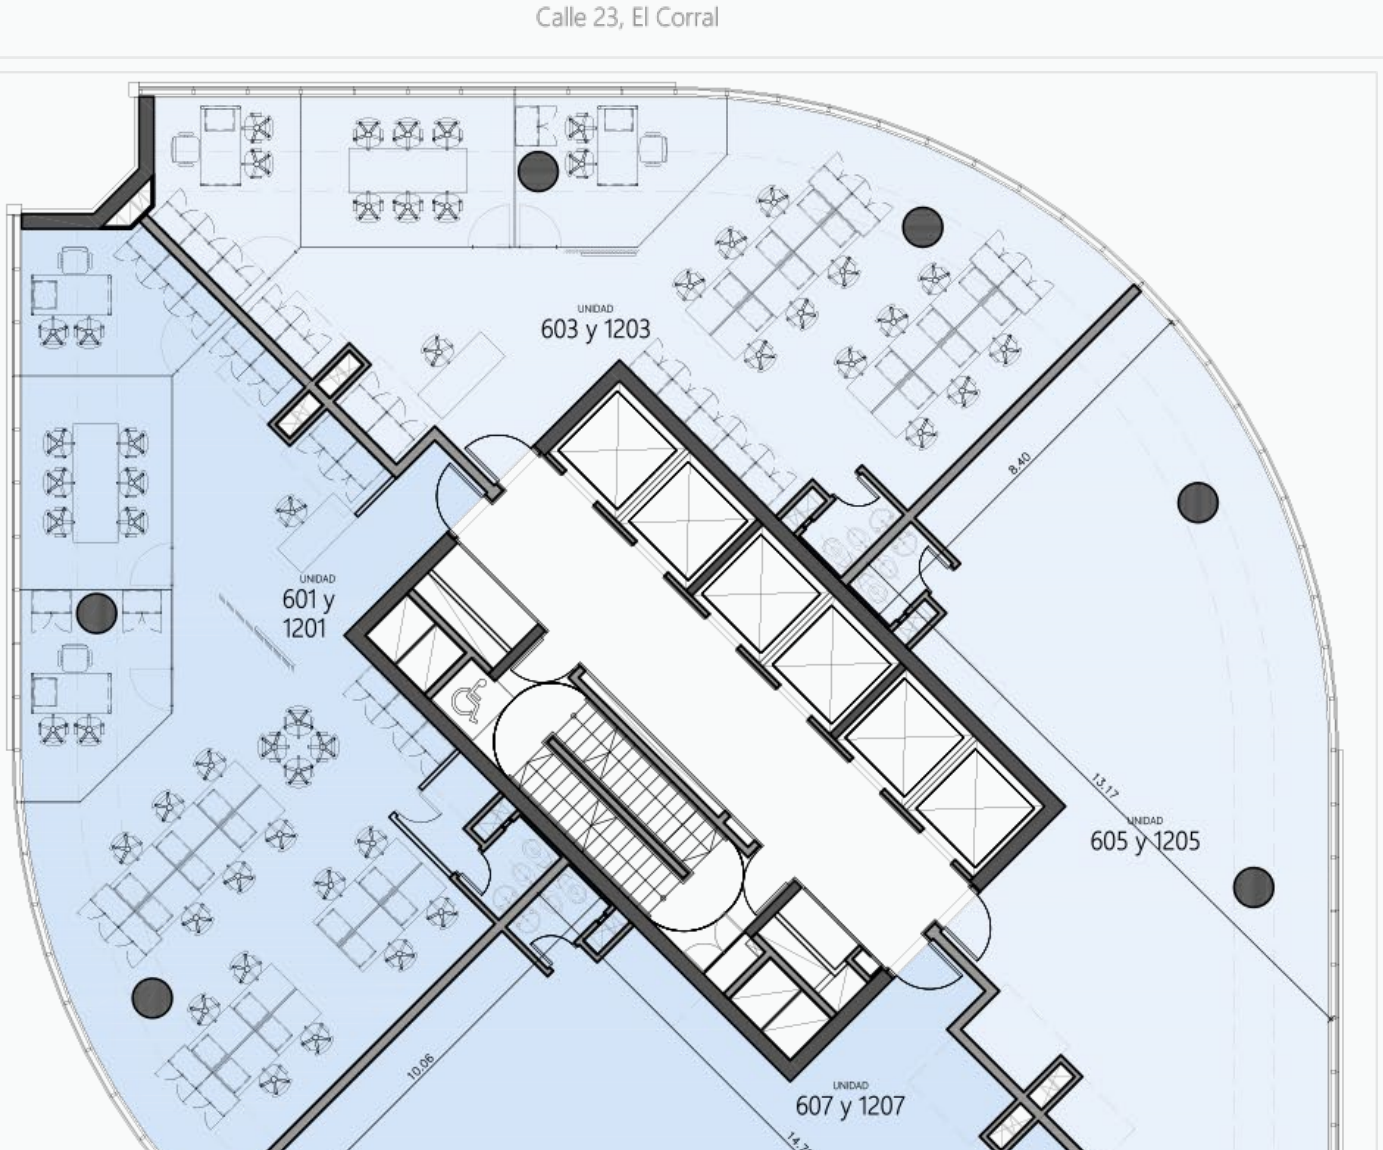 Calle 23, El Corral
UNIDAD
603 y 1203
8.40
UNIDAD
601 y
1201
13.17
UNIDAD
605 y 1205
10.06
UNIDAD
607 y 1207